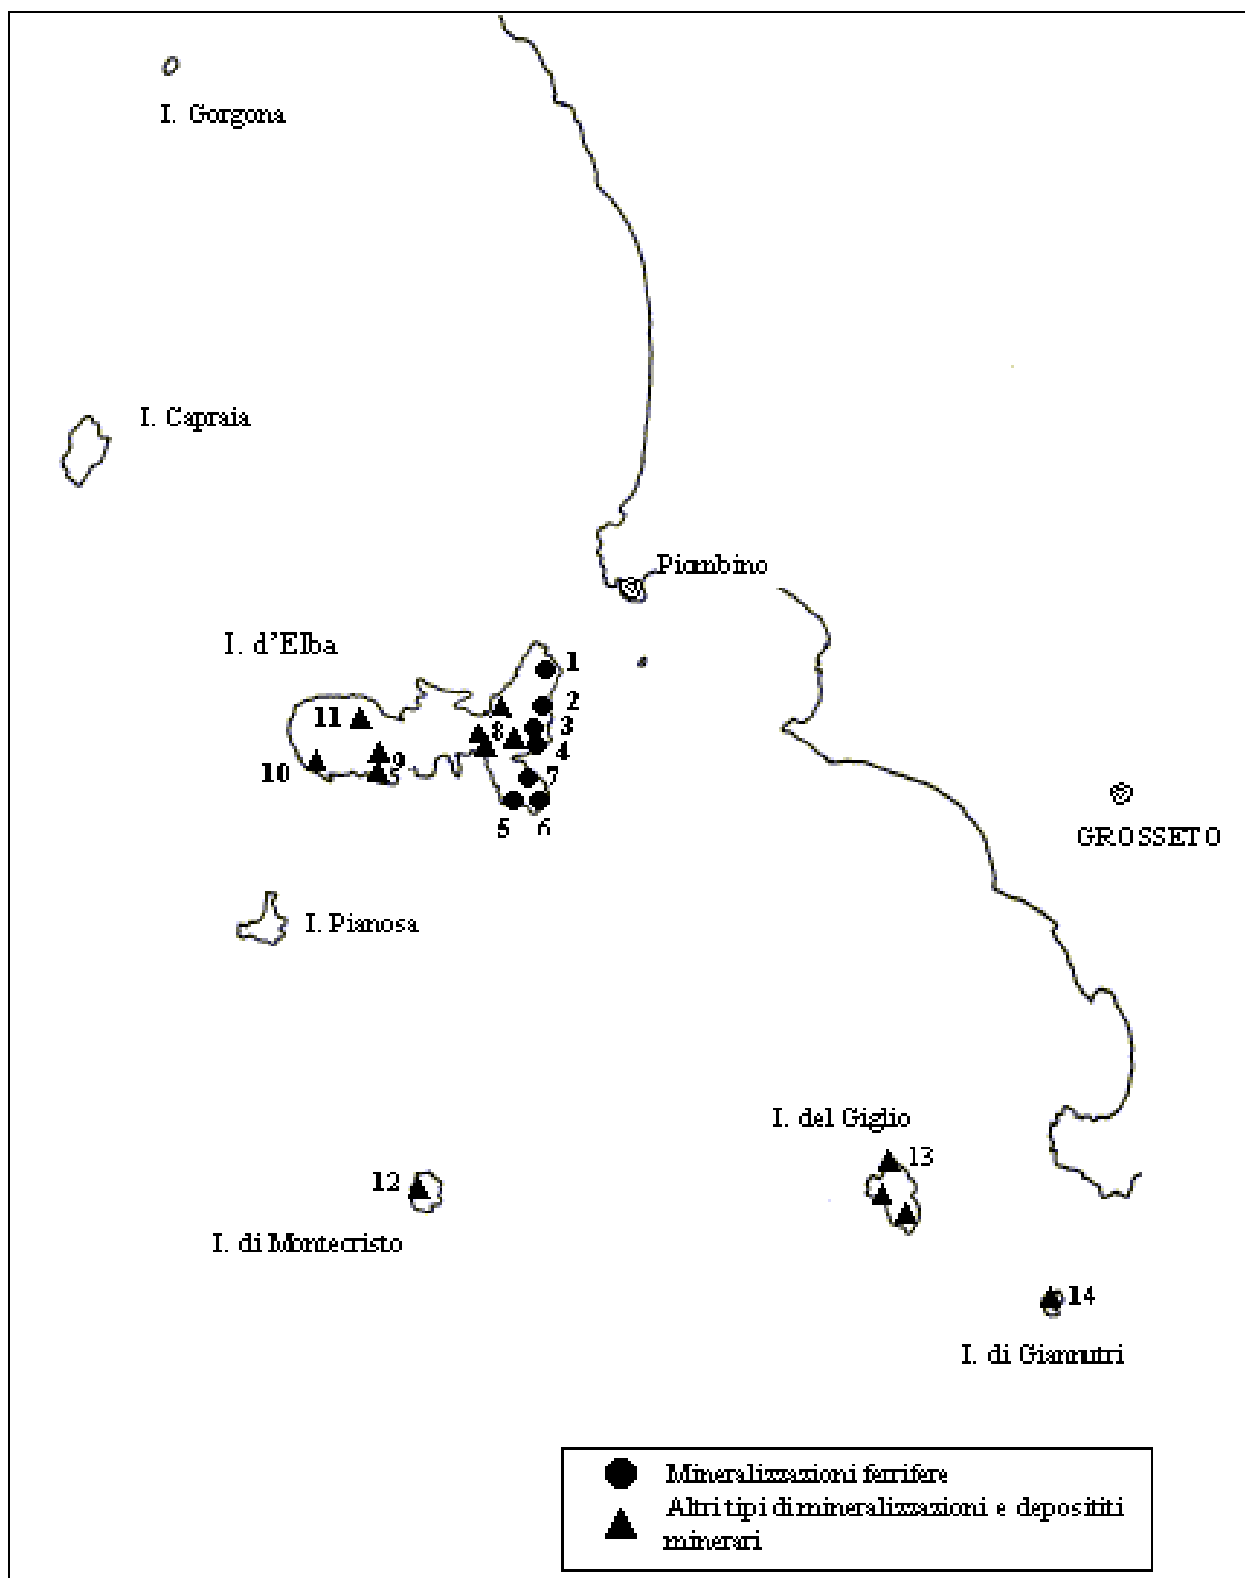 I. Gorgona
I. Capraia
Piombino
I. d'Elba
1
2
3
4
8
11
9
10
7
5
5
6
GROSSETO
I. Pianosa
I. del Giglio
13
12
I. di Montecristo
14
I. di Giannutri
Mineralizzazioni ferrifere
Altri tipi di mineralizzazioni e deposititi
minerari